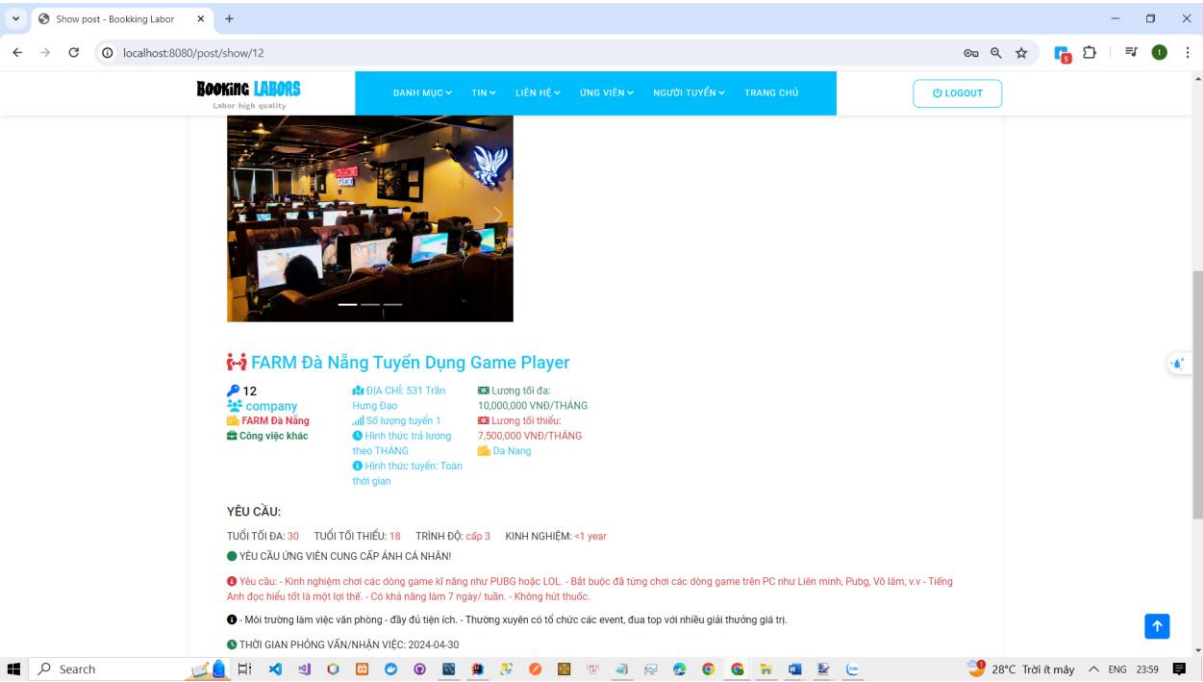 Show post - Bookking Labor
localhost:8080/post/show/12
BOOKING LABORS
Labor high quality
DANH MỤC TIN LIÊN HỆ ỨNG VIÊN NGƯỜI TUYỂN TRANG CHỦ
LOGOUT
FARM Đà Nẵng Tuyển Dụng Game Player
12
company
FARM Đà Nẵng
Công việc khác
ĐỊA CHỈ: 531 Trần
Hưng Đạo
Số lượng tuyển 1
Hình thức trả lương
theo THÁNG
Hình thức tuyển: Toàn
thời gian
Lương tối đa:
10,000,000 VNĐ/THÁNG
Lương tối thiểu:
7,500,000 VNĐ/THÁNG
Da Nang
YÊU CẦU:
TUỔI TỐI ĐA: 30 TUỔI TỐI THIỂU: 18 TRÌNH ĐỘ: cấp 3 KINH NGHIỆM: <1 year
YÊU CẦU ỨNG VIÊN CUNG CẤP ẢNH CÁ NHÂN!
Yêu cầu: - Kinh nghiệm chơi các dòng game kĩ năng như PUBG hoặc LOL. - Bắt buộc đã từng chơi các dòng game trên PC như Liên minh, Pubg, Võ lâm, v.v - Tiếng
Anh đọc hiểu tốt là một lợi thế. - Có khả năng làm 7 ngày/ tuần. - Không hút thuốc.
- Môi trường làm việc văn phòng - đầy đủ tiện ích. - Thường xuyên có tổ chức các event, đua top với nhiều giải thưởng giá trị.
THỜI GIAN PHỎNG VẤN/NHẬN VIỆC: 2024-04-30
Search
28°C Trời ít mây ENG 23:59